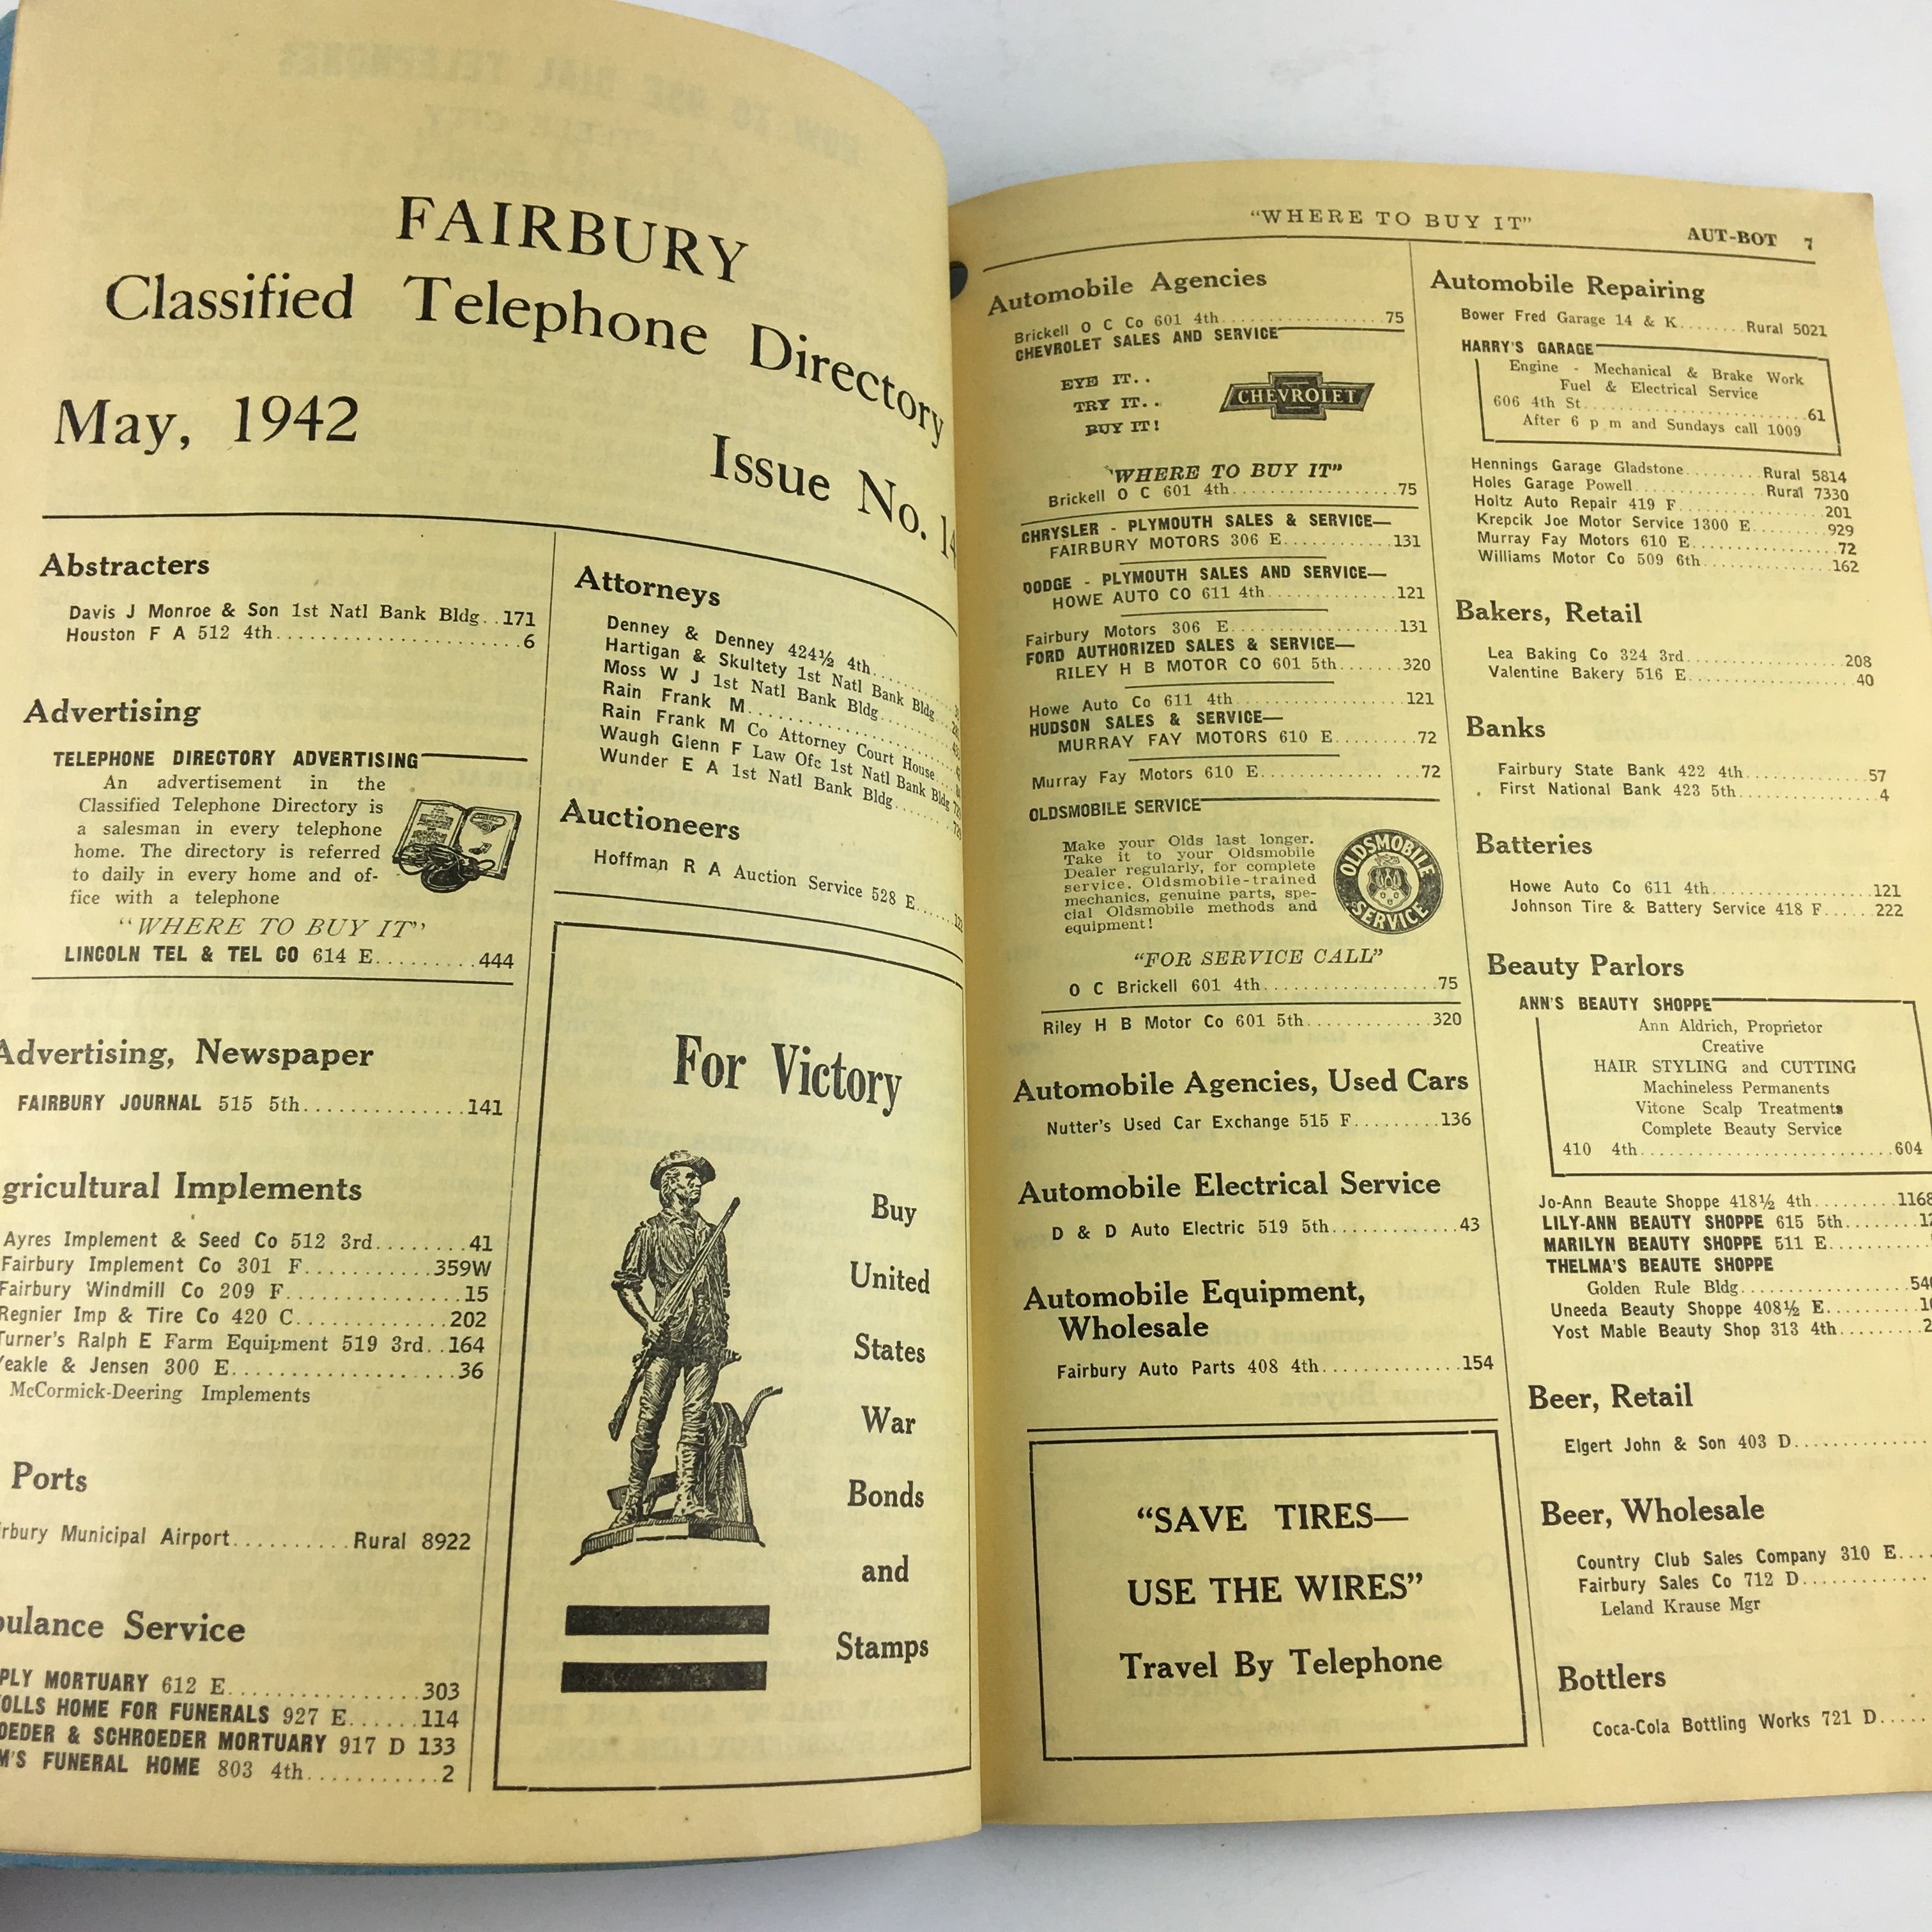 FAIRBURY
Classified Telephone Directory
May, 1942
Issue No. 14
Abstracters
Davis J Monroe & Son 1st Natl Bank Bldg..171
Houston F A 512 4th....................6
Advertising
TELEPHONE DIRECTORY ADVERTISING
An advertisement in the
Classified Telephone Directory is
a salesman in every telephone
home. The directory is referred
to daily in every home and of-
fice with a telephone
"WHERE TO BUY IT"
LINCOLN TEL & TEL CO 614 E.........444
Advertising, Newspaper
FAIRBURY JOURNAL 515 5th.............141
gricultural Implements
Ayres Implement & Seed Co 512 3rd........41
Fairbury Implement Co 301 F...........359W
Fairbury Windmill Co 209 F..............15
Regnier Imp & Tire Co 420 C............202
Turner's Ralph E Farm Equipment 519 3rd..164
Yeakle & Jensen 300 E..................36
McCormick-Deering Implements
Ports
rbury Municipal Airport..........Rural 8922
bulance Service
PLY MORTUARY 612 E................303
OLLS HOME FOR FUNERALS 927 E......114
OEDER & SCHROEDER MORTUARY 917 D 133
M'S FUNERAL HOME 803 4th...........2
Attorneys
Denney & Denney 424½ 4th
Hartigan & Skultety 1st Natl Bank Bldg
Moss W J 1st Natl Bank Bldg
Rain Frank M
Rain Frank M Co Attorney Court House
Waugh Glenn F Law Ofc 1st Natl Bank Bldg
Wunder E A 1st Natl Bank Bldg
Auctioneers
Hoffman R A Auction Service 528 E
For Victory
Buy
United
States
War
Bonds
and
Stamps
"WHERE TO BUY IT"
AUT-BOT 7
Automobile Agencies
Brickell O C Co 601 4th.................75
CHEVROLET SALES AND SERVICE
EYE IT..
TRY IT..
BUY IT!
CHEVROLET
"WHERE TO BUY IT"
Brickell O C 601 4th................75
CHRYSLER - PLYMOUTH SALES & SERVICE—
FAIRBURY MOTORS 306 E...........131
DODGE - PLYMOUTH SALES AND SERVICE—
HOWE AUTO CO 611 4th.............121
Fairbury Motors 306 E.................131
FORD AUTHORIZED SALES & SERVICE—
RILEY H B MOTOR CO 601 5th.......320
Howe Auto Co 611 4th.................121
HUDSON SALES & SERVICE—
MURRAY FAY MOTORS 610 E........72
Murray Fay Motors 610 E...............72
OLDSMOBILE SERVICE
Make your Olds last longer.
Take it to your Oldsmobile
Dealer regularly, for complete
service. Oldsmobile-trained
mechanics, genuine parts, spe-
cial Oldsmobile methods and
equipment!
OLDSMOBILE
SERVICE
"FOR SERVICE CALL"
O C Brickell 601 4th.................75
Riley H B Motor Co 601 5th............320
Automobile Agencies, Used Cars
Nutter's Used Car Exchange 515 F........136
Automobile Electrical Service
D & D Auto Electric 519 5th............43
Automobile Equipment,
Wholesale
Fairbury Auto Parts 408 4th.............154
"SAVE TIRES—
USE THE WIRES"
Travel By Telephone
Automobile Repairing
Bower Fred Garage 14 & K........Rural 5021
HARRY'S GARAGE
Engine - Mechanical & Brake Work
Fuel & Electrical Service
606 4th St.......................61
After 6 p m and Sundays call 1009
Hennings Garage Gladstone........Rural 5814
Holes Garage Powell.............Rural 7330
Holtz Auto Repair 419 F...............201
Krepcik Joe Motor Service 1300 E........929
Murray Fay Motors 610 E...............72
Williams Motor Co 509 6th.............162
Bakers, Retail
Lea Baking Co 324 3rd................208
Valentine Bakery 516 E................40
Banks
Fairbury State Bank 422 4th............57
First National Bank 423 5th.............4
Batteries
Howe Auto Co 611 4th................121
Johnson Tire & Battery Service 418 F.....222
Beauty Parlors
ANN'S BEAUTY SHOPPE
Ann Aldrich, Proprietor
Creative
HAIR STYLING and CUTTING
Machineless Permanents
Vitone Scalp Treatments
Complete Beauty Service
410 4th.........................604
Jo-Ann Beaute Shoppe 418½ 4th.........1168
LILY-ANN BEAUTY SHOPPE 615 5th
MARILYN BEAUTY SHOPPE 511 E
THELMA'S BEAUTE SHOPPE
Golden Rule Bldg
Uneeda Beauty Shoppe 408½ E
Yost Mable Beauty Shop 313 4th
Beer, Retail
Elgert John & Son 403 D
Beer, Wholesale
Country Club Sales Company 310 E
Fairbury Sales Co 712 D
Leland Krause Mgr
Bottlers
Coca-Cola Bottling Works 721 D